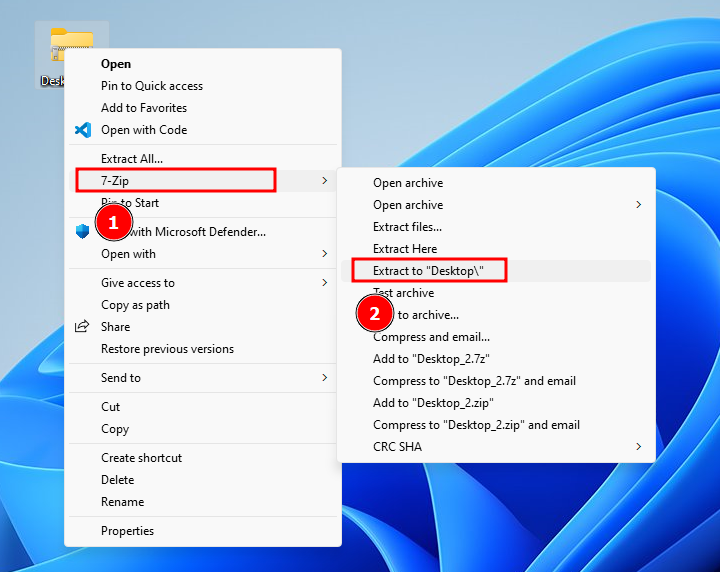 Open
Pin to Quick access
Add to Favorites
Open with Code
Extract All...
7-Zip
to Start
1
with Microsoft Defender...
Open with
Give access to
Copy as path
Share
Restore previous versions
Send to
Cut
Copy
Create shortcut
Delete
Rename
Properties
Open archive
Open archive
Extract files...
Extract Here
Extract to "Desktop\"
Test archive
2
to archive...
Compress and email...
Add to "Desktop_2.7z"
Compress to "Desktop_2.7z" and email
Add to "Desktop_2.zip"
Compress to "Desktop_2.zip" and email
CRC SHA